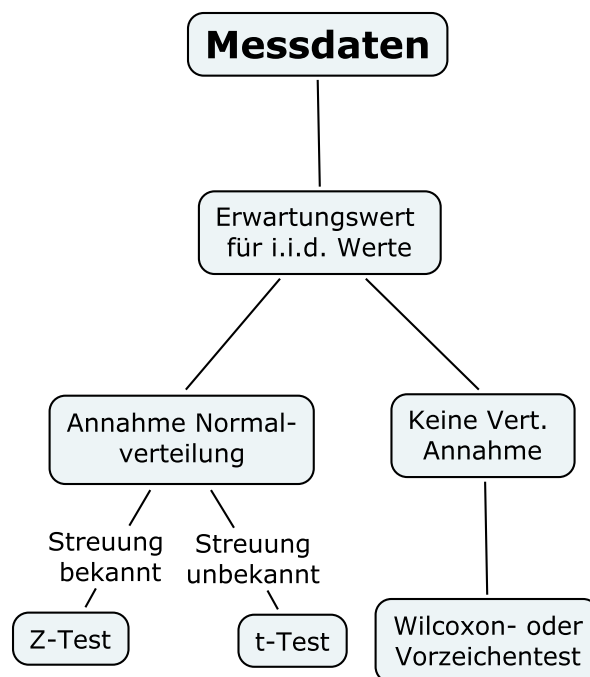 Messdaten
Erwartungswert
für i.i.d. Werte
Annahme Normal-
verteilung
Keine Vert.
Annahme
Streuung
bekannt
Streuung
unbekannt
Z-Test
t-Test
Wilcoxon- oder
Vorzeichentest